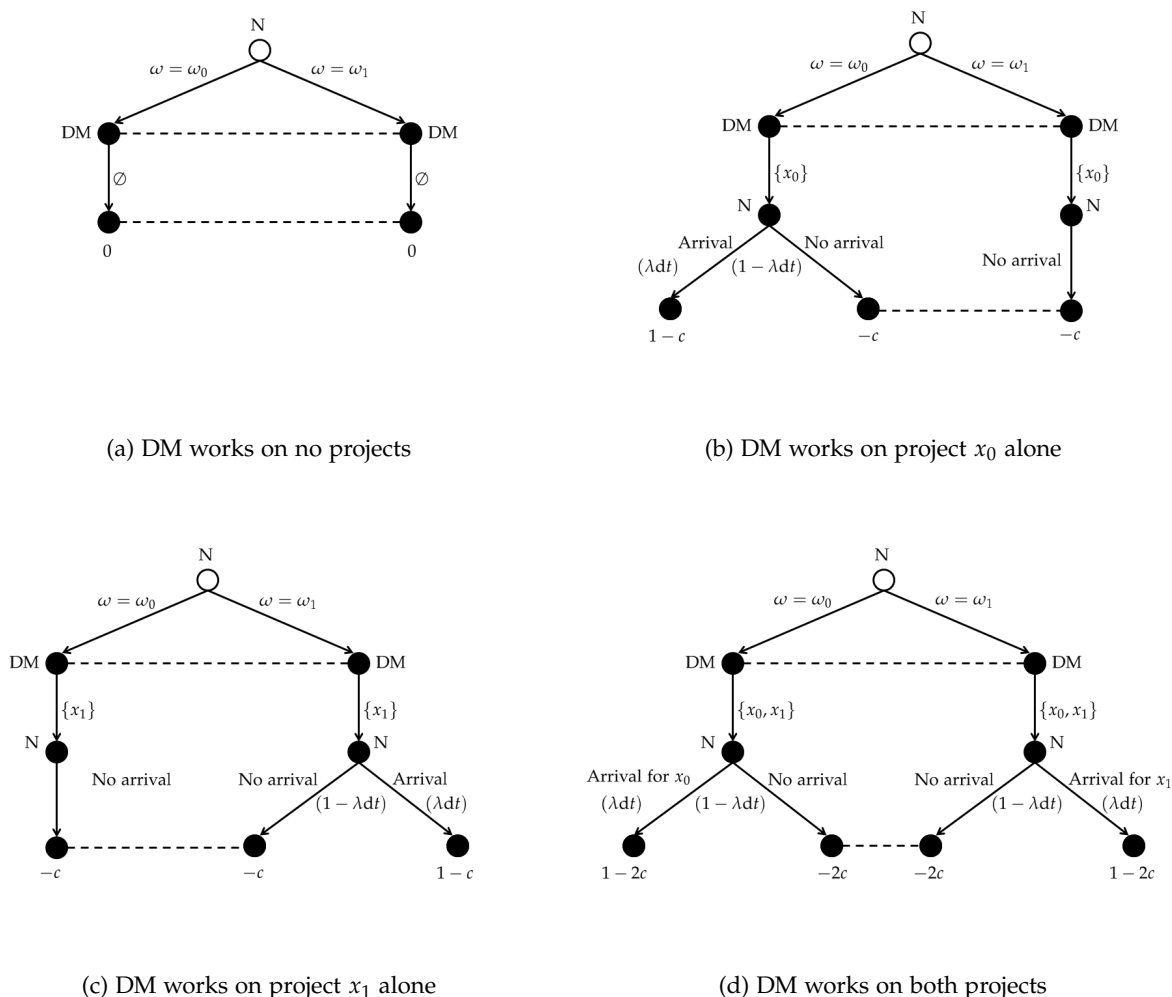 N
ω = ω₀ ω = ω₁
DM DM
∅ ∅
0 0
(a) DM works on no projects
N
ω = ω₀ ω = ω₁
DM DM
{x₀} {x₀}
N N
Arrival No arrival
(λdt) (1 − λdt) No arrival
1 − c −c −c
(b) DM works on project x₀ alone
N
ω = ω₀ ω = ω₁
DM DM
{x₁} {x₁}
N N
No arrival No arrival Arrival
(1 − λdt) (λdt)
−c −c 1 − c
(c) DM works on project x₁ alone
N
ω = ω₀ ω = ω₁
DM DM
{x₀, x₁} {x₀, x₁}
N N
Arrival for x₀ No arrival No arrival Arrival for x₁
(λdt) (1 − λdt) (1 − λdt) (λdt)
1 − 2c −2c −2c 1 − 2c
(d) DM works on both projects